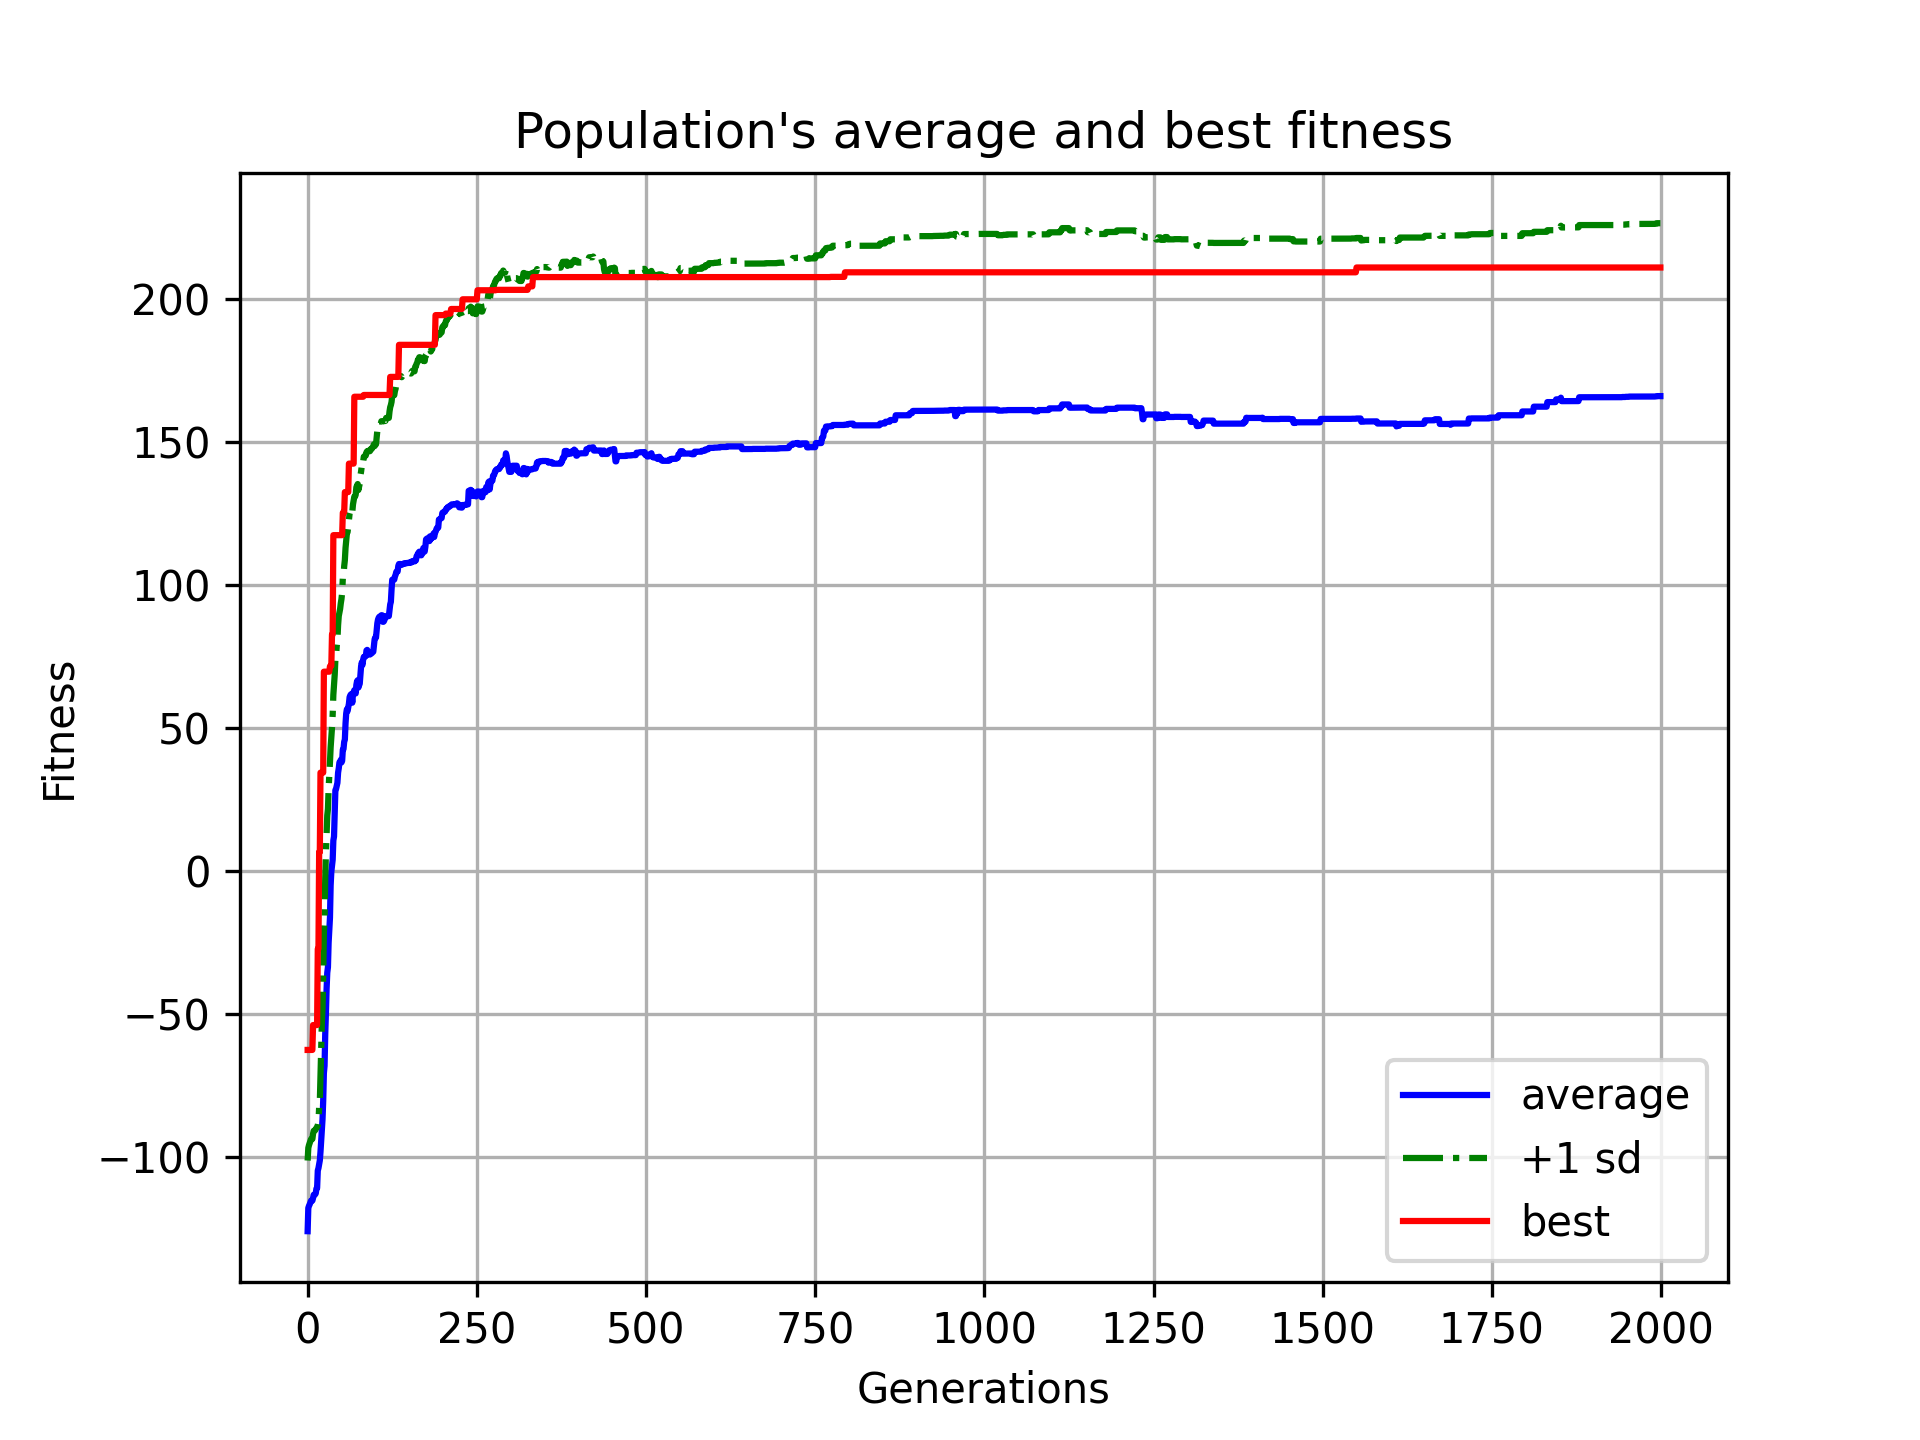 Population's average and best fitness
Fitness
200
150
100
50
0
−50
−100
0 250 500 750 1000 1250 1500 1750 2000
Generations
average
+1 sd
best